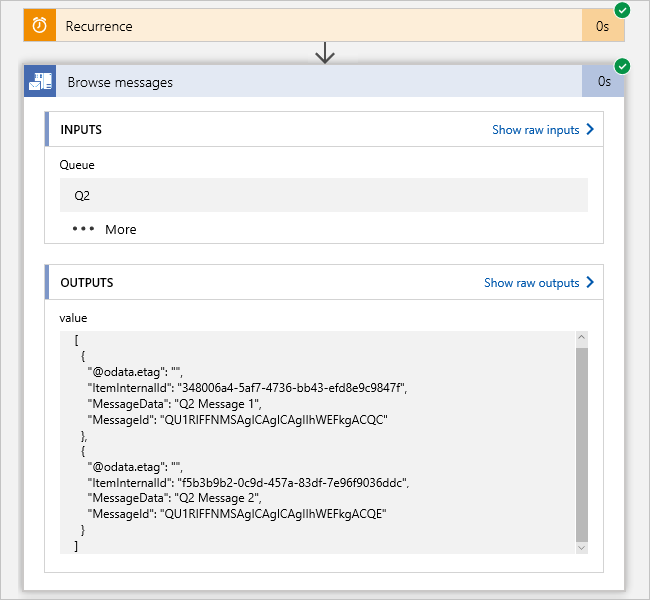 Recurrence
0s
Browse messages
0s
INPUTS
Show raw inputs
Queue
Q2
••• More
OUTPUTS
Show raw outputs
value
[
{
"@odata.etag": "",
"ItemInternalId": "348006a4-5af7-4736-bb43-efd8e9c9847f",
"MessageData": "Q2 Message 1",
"MessageId": "QU1RIFFNMSAgICAgICAgIIhWEFkgACQC"
},
{
"@odata.etag": "",
"ItemInternalId": "f5b3b9b2-0c9d-457a-83df-7e96f9036ddc",
"MessageData": "Q2 Message 2",
"MessageId": "QU1RIFFNMSAgICAgICAgIIhWEFkgACQE"
}
]